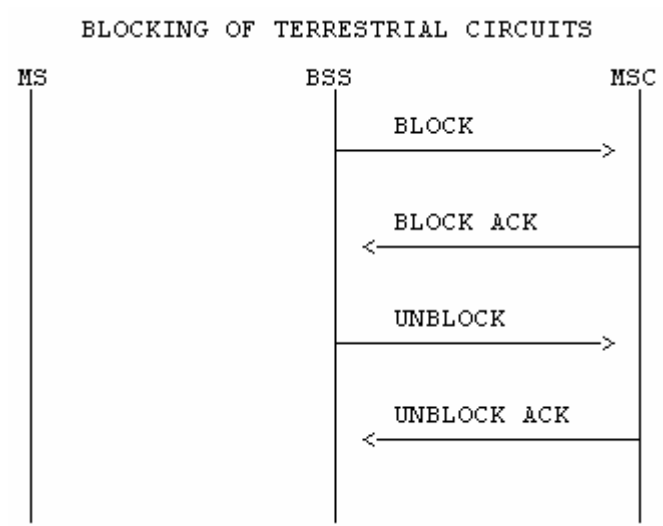 BLOCKING OF TERRESTRIAL CIRCUITS
MS BSS MSC
BLOCK
BLOCK ACK
UNBLOCK
UNBLOCK ACK